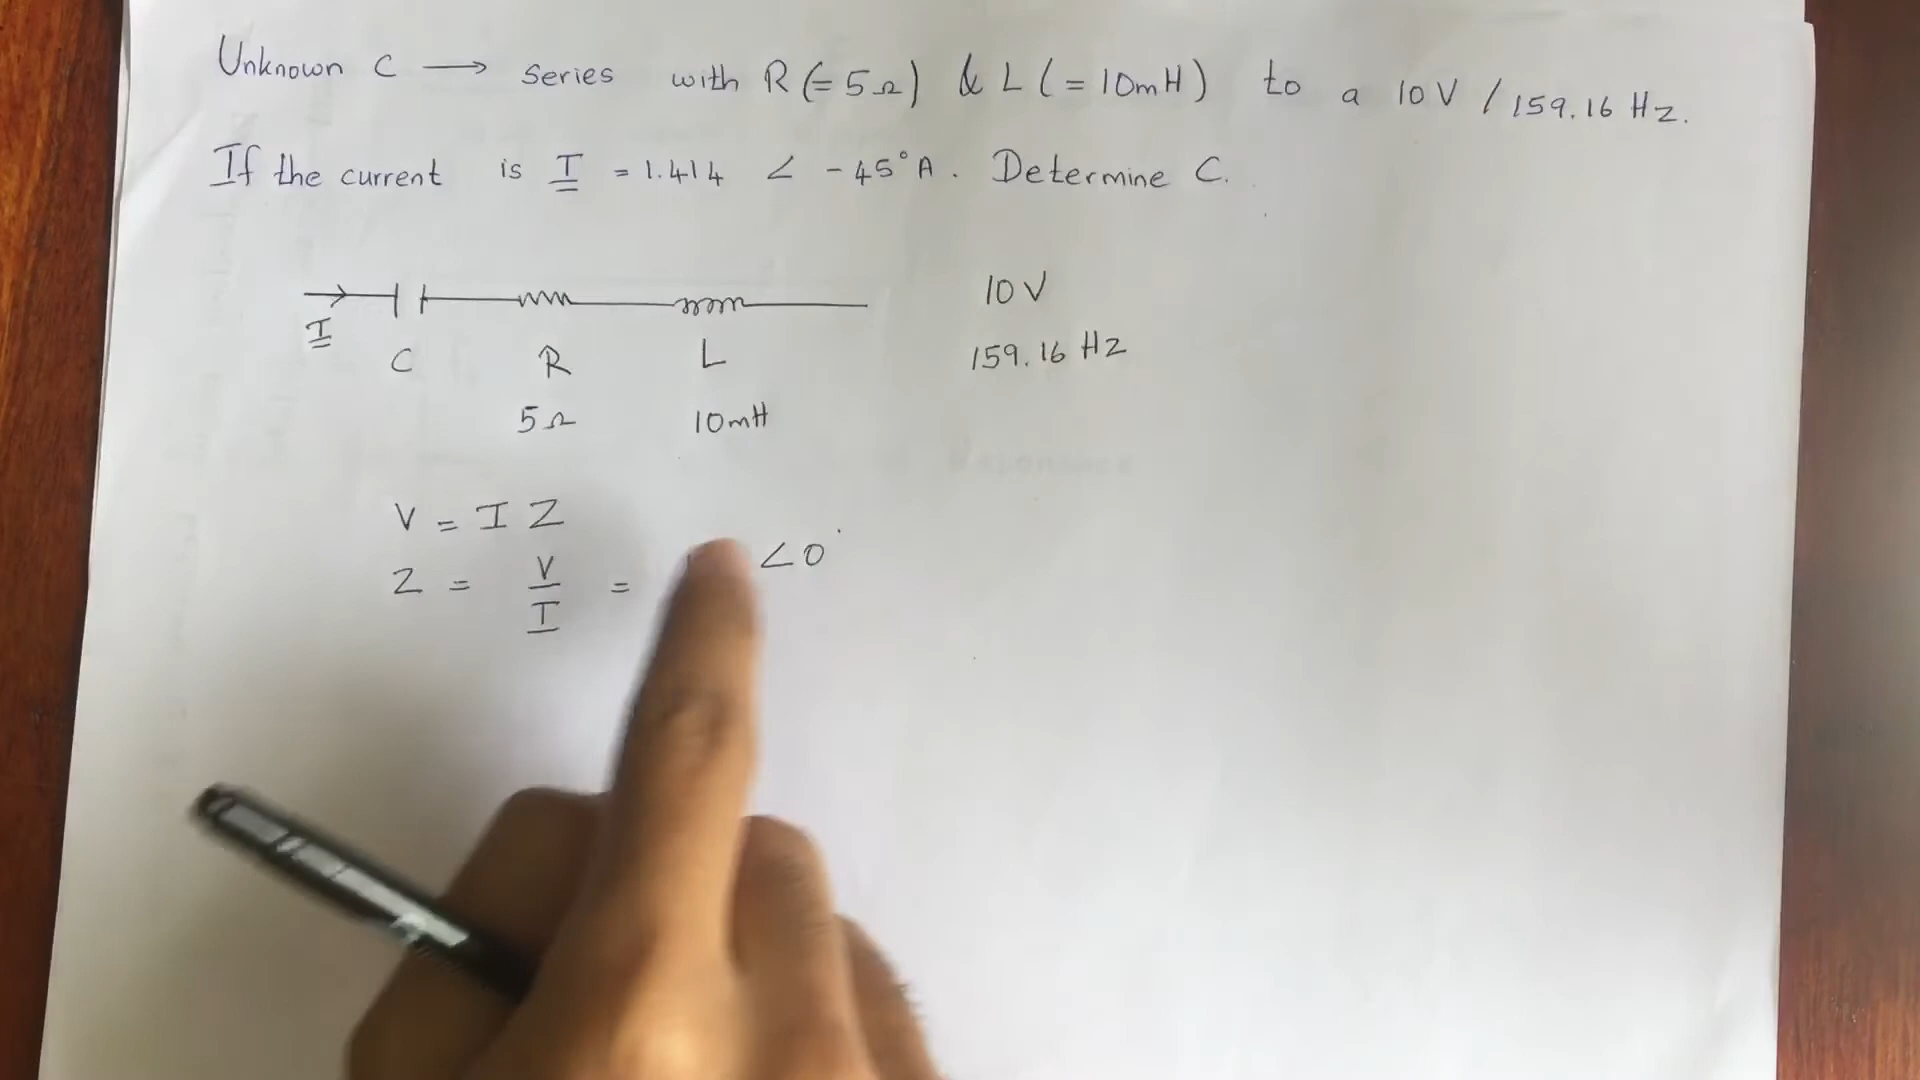 Unknown C → series with R (= 5Ω) & L (= 10mH) to a 10V / 159.16 Hz.
If the current is I = 1.414 ∠ -45° A. Determine C.
10 V
I
159.16 Hz
C R L
5Ω 10mH
V = I Z
Z = V/I = ∠0°